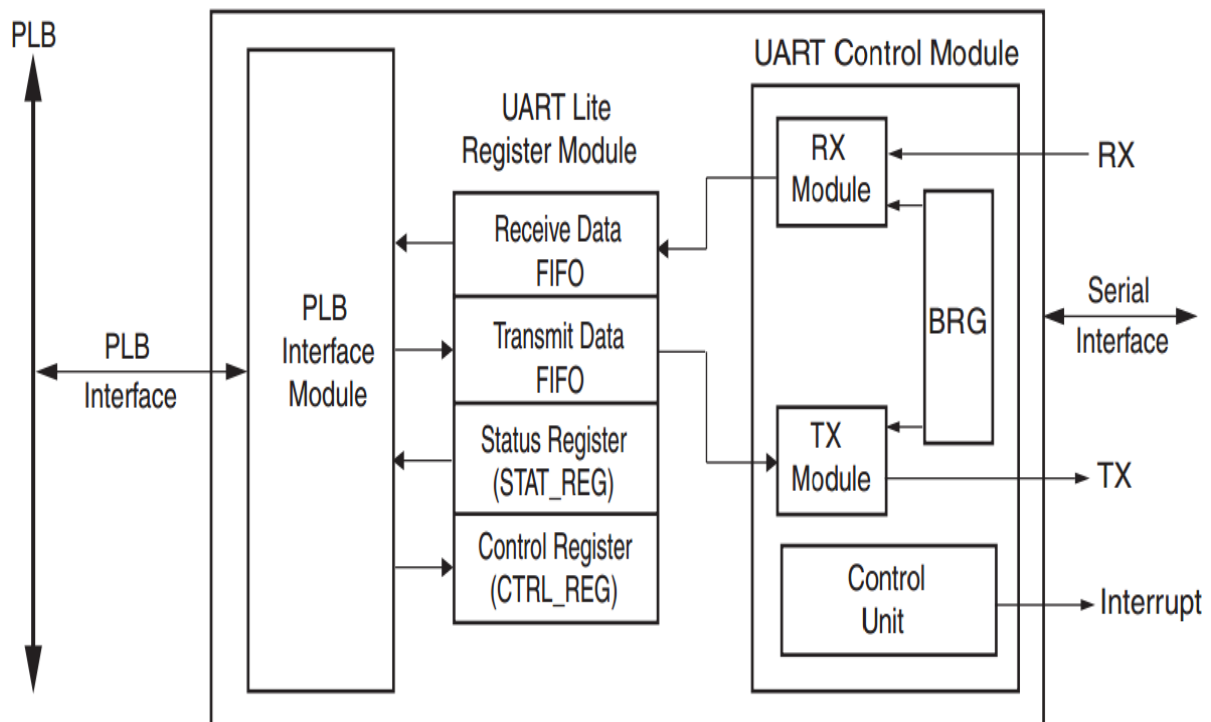 PLB
PLB
Interface
PLB
Interface
Module
UART Lite
Register Module
Receive Data
FIFO
Transmit Data
FIFO
Status Register
(STAT_REG)
Control Register
(CTRL_REG)
UART Control Module
RX
Module
BRG
TX
Module
Control
Unit
RX
Serial
Interface
TX
Interrupt